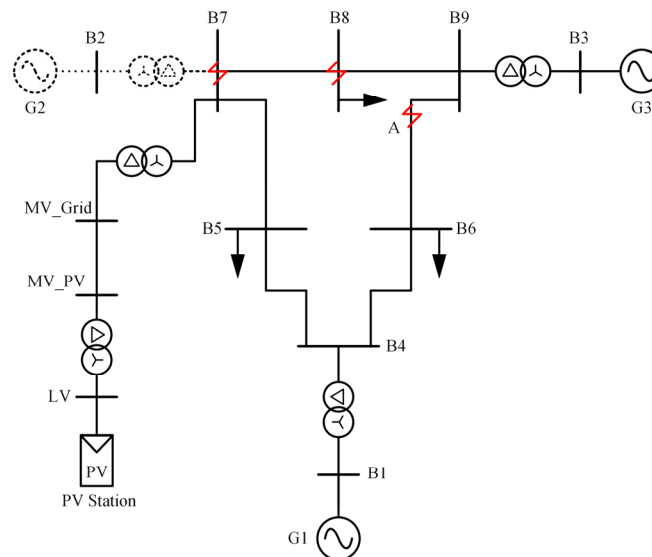 B2
B7
B8
B9
B3
G2
G3
A
MV_Grid
B5
B6
MV_PV
B4
LV
PV
B1
PV Station
G1